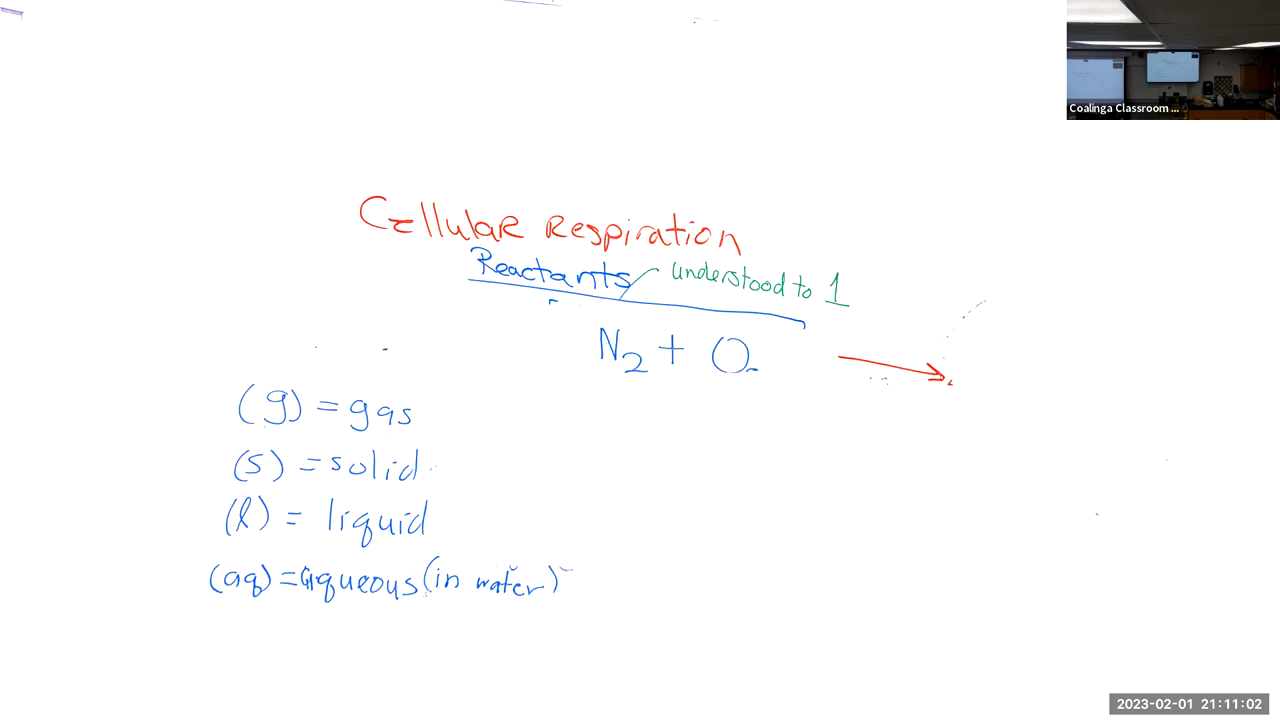 Coalinga Classroom ...
Cellular Respiration
Reactants understood to 1
N2 + O
(g) = gas
(s) = solid
(l) = liquid
(aq) = aqueous (in water)
2023-02-01 21:11:02